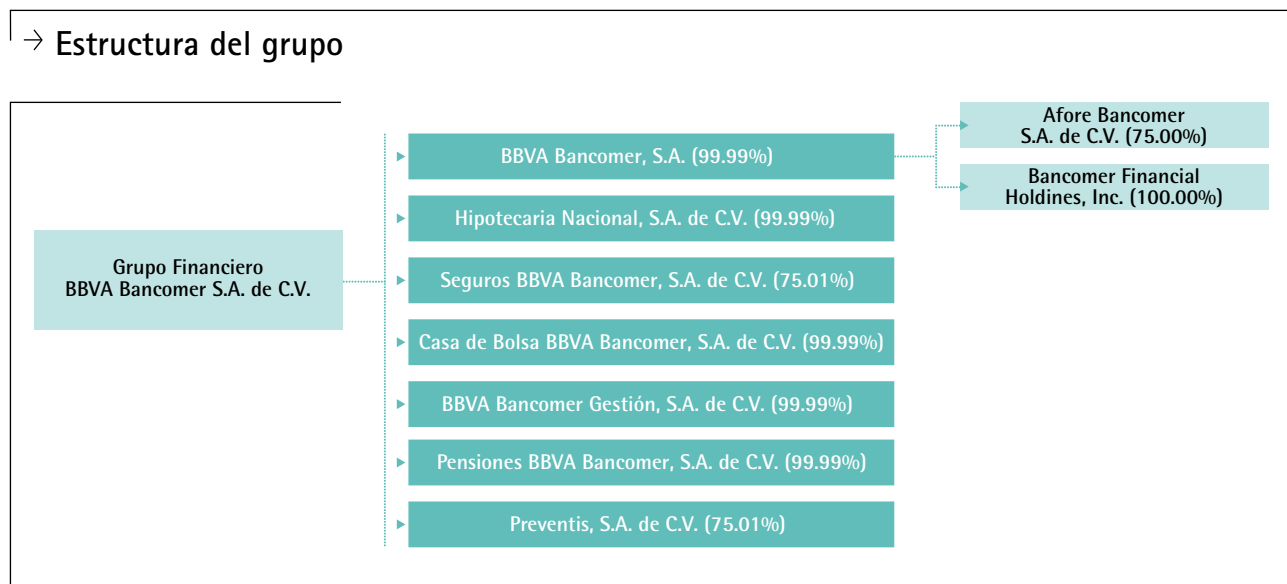 → Estructura del grupo
Grupo Financiero
BBVA Bancomer S.A. de C.V.
BBVA Bancomer, S.A. (99.99%)
Hipotecaria Nacional, S.A. de C.V. (99.99%)
Seguros BBVA Bancomer, S.A. de C.V. (75.01%)
Casa de Bolsa BBVA Bancomer, S.A. de C.V. (99.99%)
BBVA Bancomer Gestión, S.A. de C.V. (99.99%)
Pensiones BBVA Bancomer, S.A. de C.V. (99.99%)
Preventis, S.A. de C.V. (75.01%)
Afore Bancomer
S.A. de C.V. (75.00%)
Bancomer Financial
Holdines, Inc. (100.00%)